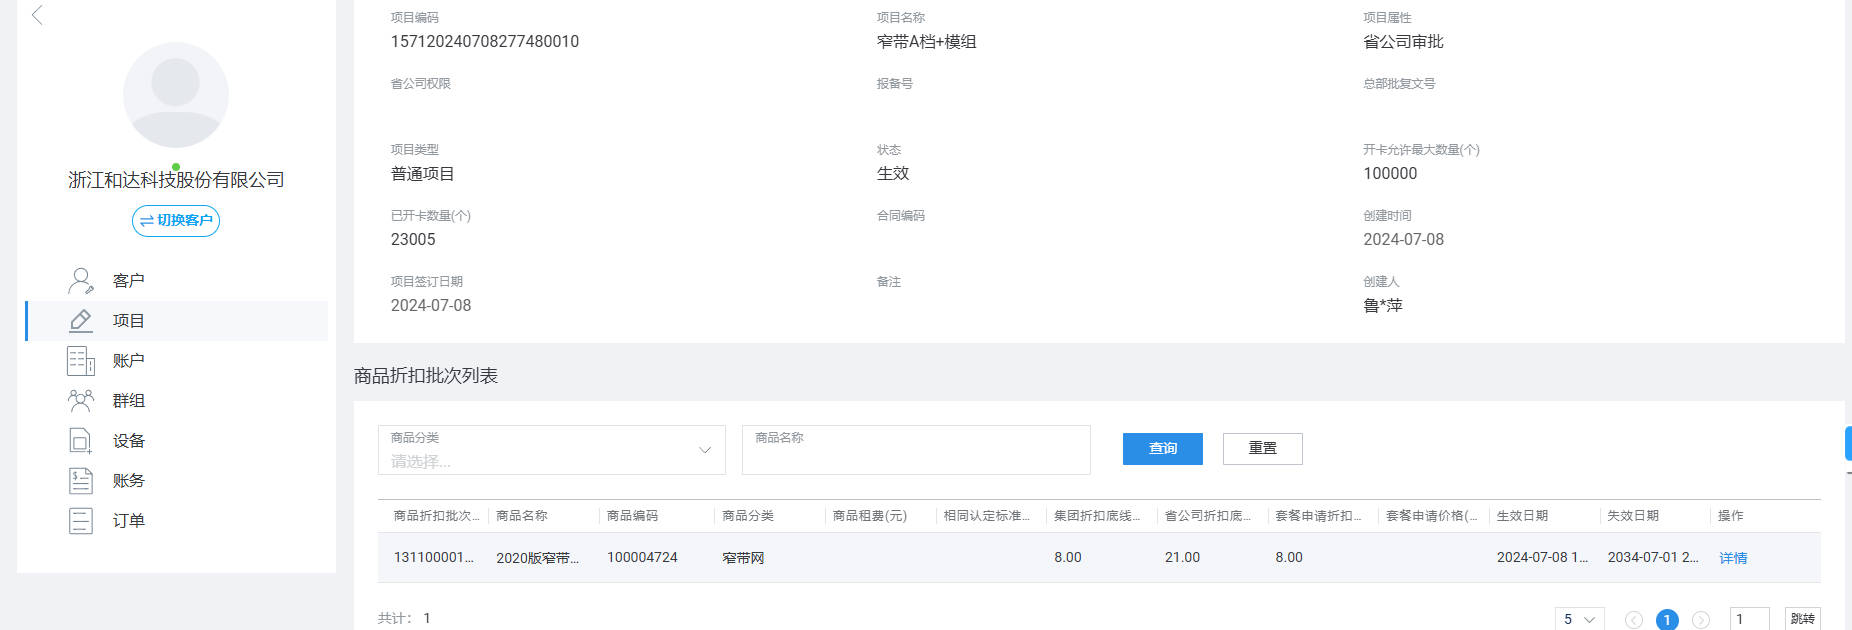 浙江和达科技股份有限公司
切换客户
客户
项目
账户
群组
设备
账务
订单
项目编码 项目名称 项目属性
157120240708277480010 窄带A档+模组 省公司审批
省公司权限 报备号 总部批复文号
项目类型 状态 开卡允许最大数量(个)
普通项目 生效 100000
已开卡数量(个) 合同编码 创建时间
23005 2024-07-08
项目签订日期 备注 创建人
2024-07-08 鲁*萍
商品折扣批次列表
商品分类 商品名称
请选择... 查询 重置
商品折扣批次... 商品名称 商品编码 商品分类 商品租费(元) 相同认定标准... 集团折扣底线... 省公司折扣底... 套餐申请折扣... 套餐申请价格(... 生效日期 失效日期 操作
131100001... 2020版窄带... 100004724 窄带网 8.00 21.00 8.00 2024-07-08 1... 2034-07-01 2... 详情
共计： 1 5 1 1 跳转